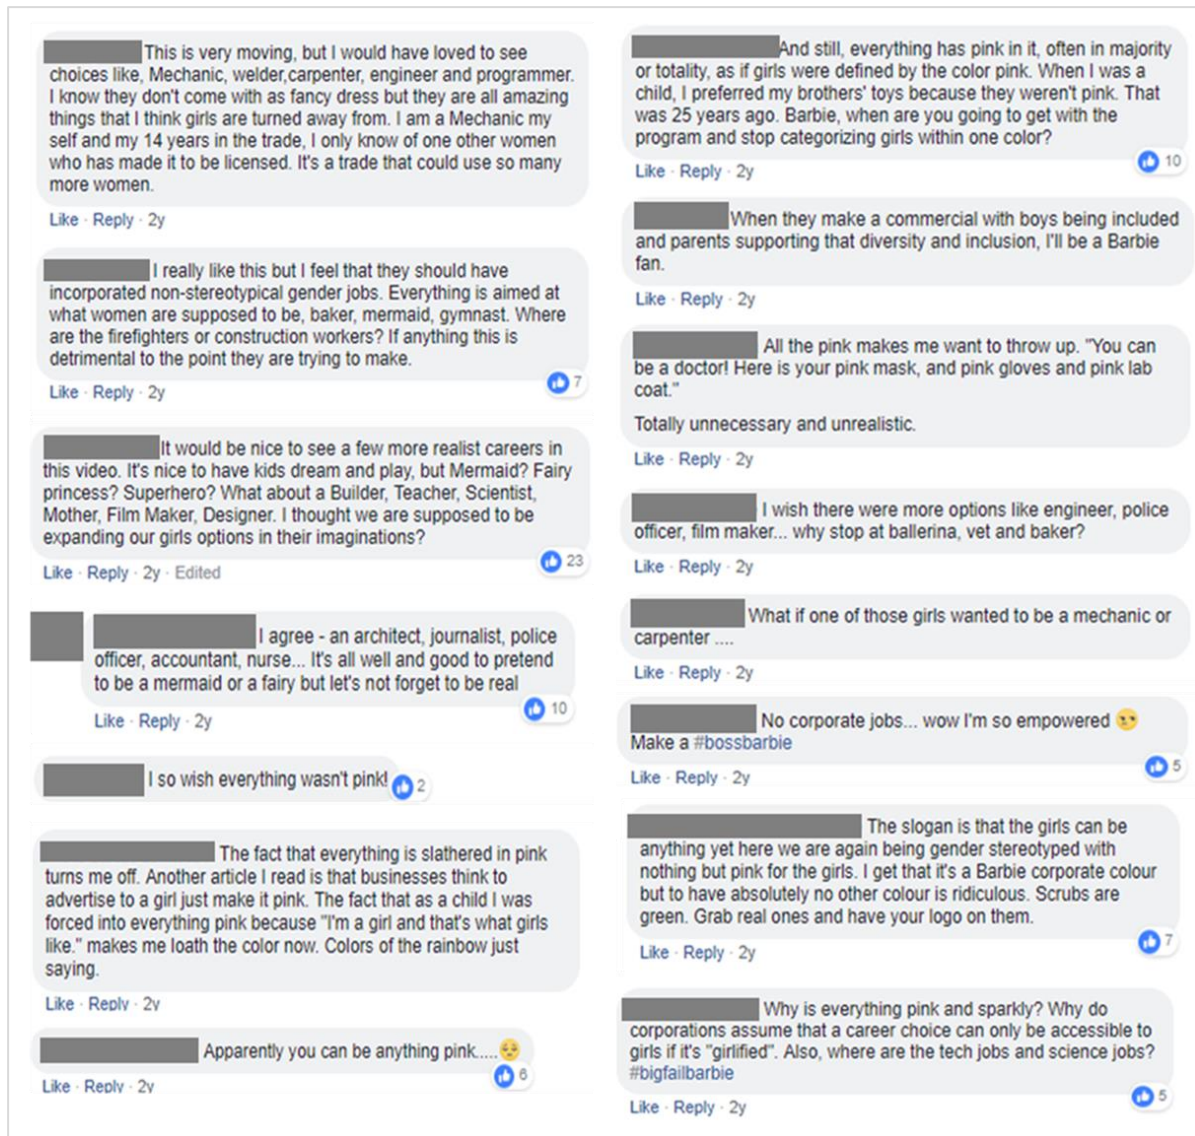 This is very moving, but I would have loved to see
choices like, Mechanic, welder,carpenter, engineer and programmer.
I know they don't come with as fancy dress but they are all amazing
things that I think girls are turned away from. I am a Mechanic my
self and my 14 years in the trade, I only know of one other women
who has made it to be licensed. It's a trade that could use so many
more women.
Like · Reply · 2y
I really like this but I feel that they should have
incorporated non-stereotypical gender jobs. Everything is aimed at
what women are supposed to be, baker, mermaid, gymnast. Where
are the firefighters or construction workers? If anything this is
detrimental to the point they are trying to make.
7
Like · Reply · 2y
It would be nice to see a few more realist careers in
this video. It's nice to have kids dream and play, but Mermaid? Fairy
princess? Superhero? What about a Builder, Teacher, Scientist,
Mother, Film Maker, Designer. I thought we are supposed to be
expanding our girls options in their imaginations?
23
Like · Reply · 2y · Edited
I agree - an architect, journalist, police
officer, accountant, nurse... It's all well and good to pretend
to be a mermaid or a fairy but let's not forget to be real
10
Like · Reply · 2y
I so wish everything wasn't pink!
2
The fact that everything is slathered in pink
turns me off. Another article I read is that businesses think to
advertise to a girl just make it pink. The fact that as a child I was
forced into everything pink because "I'm a girl and that's what girls
like." makes me loath the color now. Colors of the rainbow just
saying.
Like · Reply · 2y
Apparently you can be anything pink.....🥺
6
Like · Reply · 2y
And still, everything has pink in it, often in majority
or totality, as if girls were defined by the color pink. When I was a
child, I preferred my brothers' toys because they weren't pink. That
was 25 years ago. Barbie, when are you going to get with the
program and stop categorizing girls within one color?
10
Like · Reply · 2y
When they make a commercial with boys being included
and parents supporting that diversity and inclusion, I'll be a Barbie
fan.
Like · Reply · 2y
All the pink makes me want to throw up. "You can
be a doctor! Here is your pink mask, and pink gloves and pink lab
coat."
Totally unnecessary and unrealistic.
Like · Reply · 2y
I wish there were more options like engineer, police
officer, film maker... why stop at ballerina, vet and baker?
Like · Reply · 2y
What if one of those girls wanted to be a mechanic or
carpenter ....
Like · Reply · 2y
No corporate jobs... wow I'm so empowered 😒
Make a #bossbarbie
5
Like · Reply · 2y
The slogan is that the girls can be
anything yet here we are again being gender stereotyped with
nothing but pink for the girls. I get that it's a Barbie corporate colour
but to have absolutely no other colour is ridiculous. Scrubs are
green. Grab real ones and have your logo on them.
7
Like · Reply · 2y
Why is everything pink and sparkly? Why do
corporations assume that a career choice can only be accessible to
girls if it's "girlified". Also, where are the tech jobs and science jobs?
#bigfailbarbie
5
Like · Reply · 2y